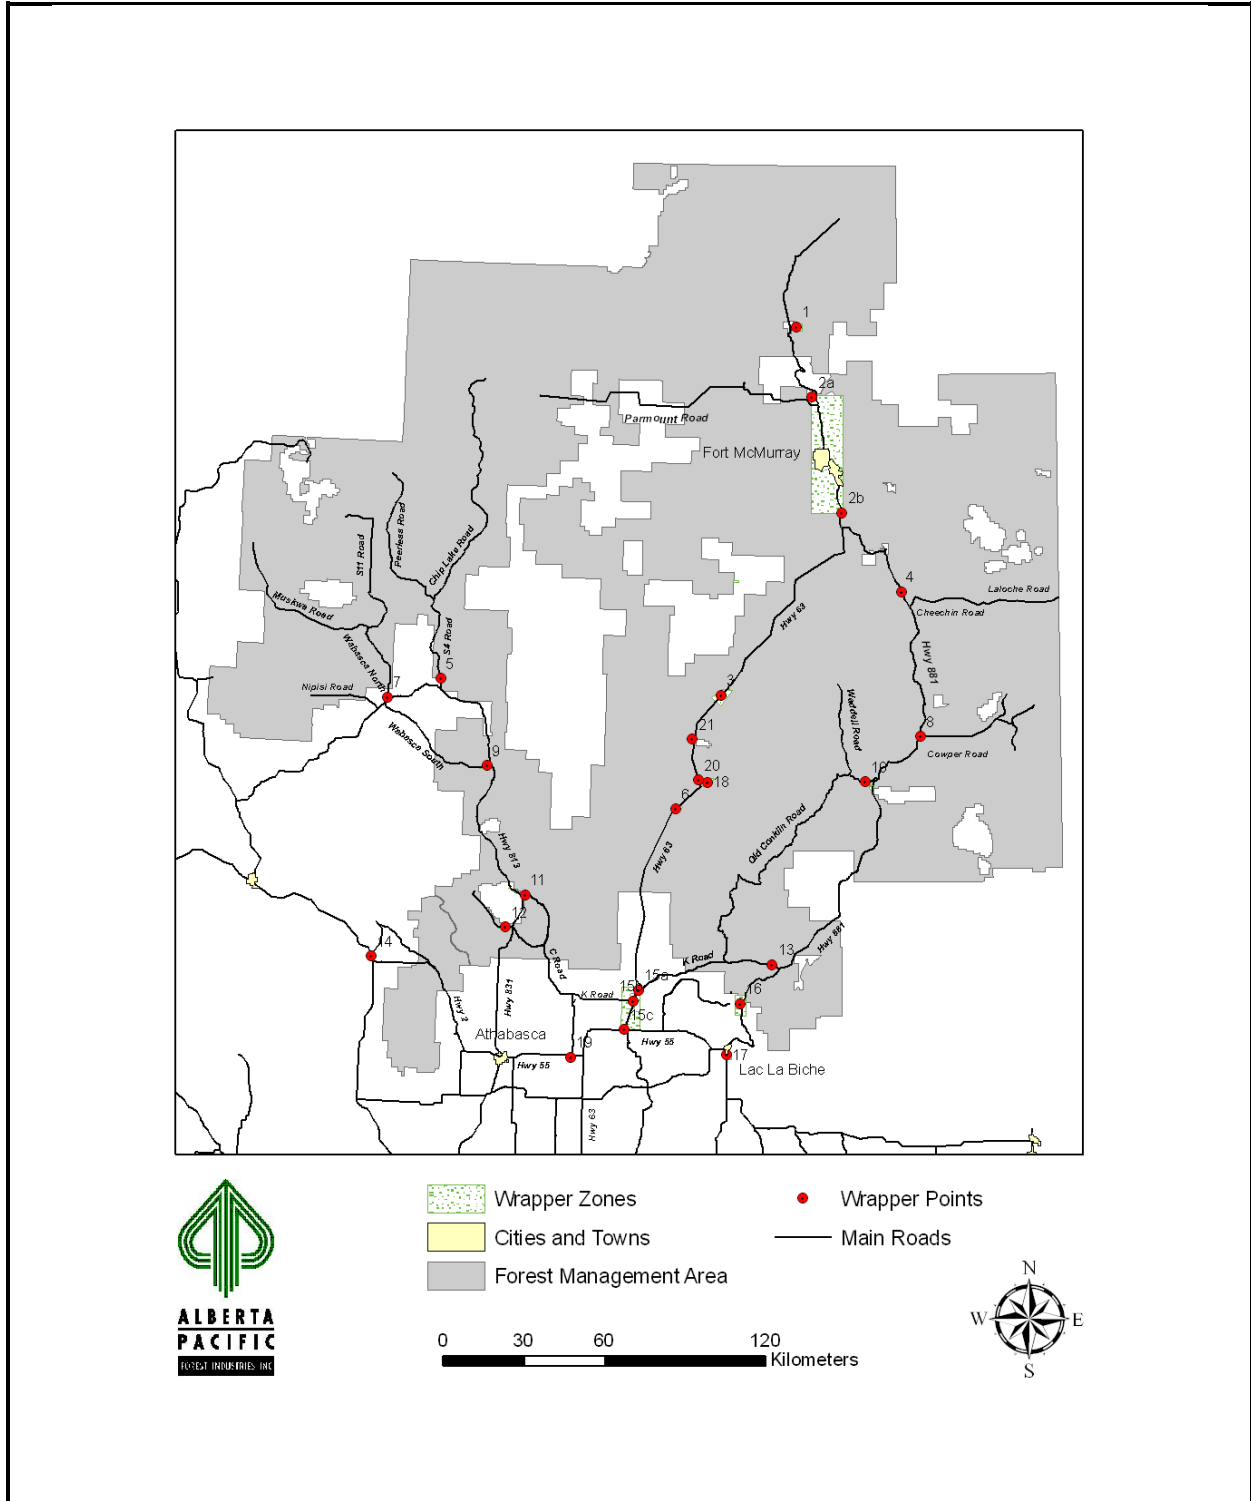 1
2a
Parmount Road
Fort McMurray
2b
Peerless Road
Chip Lake Road
S11 Road
4
Laloche Road
Muskwa Road
Cheechin Road
Hwy 63
S4 Road
Wabasca North
Hwy 881
5
Nipisi Road
7
3
Waddell Road
21
8
Wabasca South
Cowper Road
9
20
18
10
6
Old Conklin Road
Hwy 813
Hwy 63
11
12
14
Hwy 881
C Road
K Road
13
15a
15b
K Road
16
Hwy 2
Hwy 831
15c
Athabasca
19
Hwy 55
Hwy 55
17
Lac La Biche
Hwy 63
Wrapper Zones
Wrapper Points
Cities and Towns
Main Roads
Forest Management Area
N
W
E
S
ALBERTA
PACIFIC
FOREST INDUSTRIES INC
0 30 60 120
Kilometers